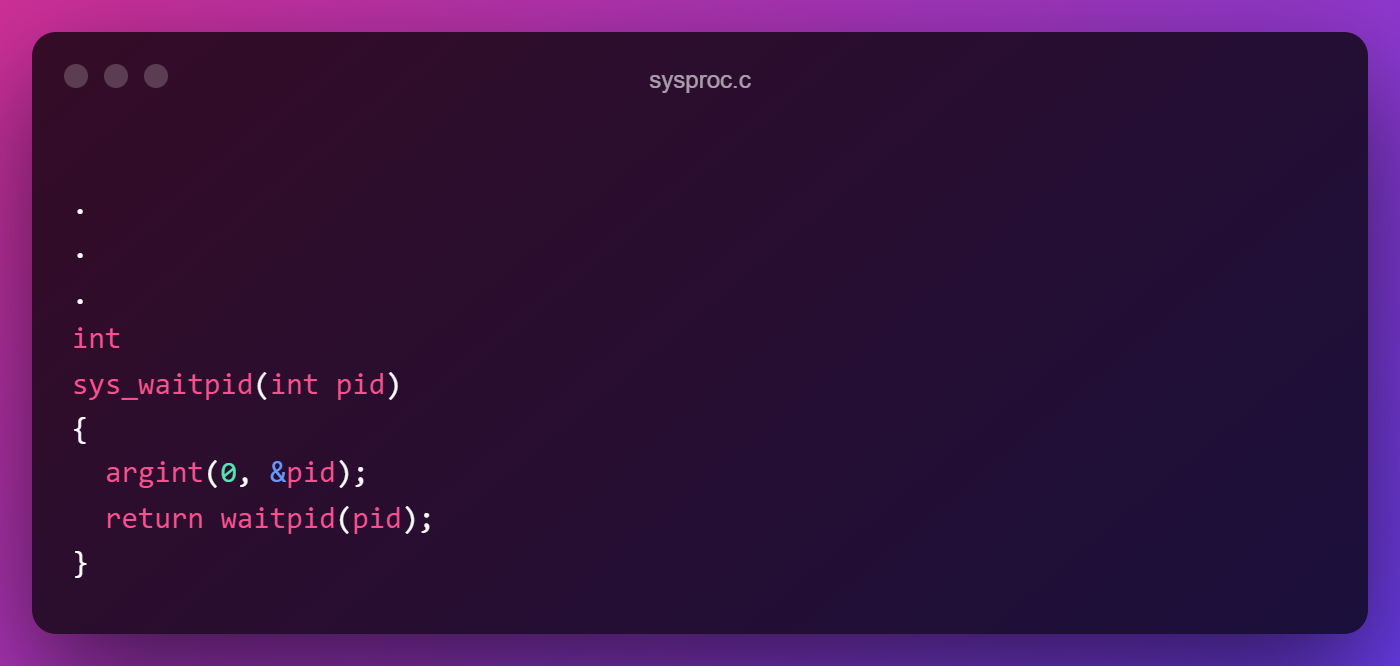 sysproc.c
.
.
.
int
sys_waitpid(int pid)
{
  argint(0, &pid);
  return waitpid(pid);
}